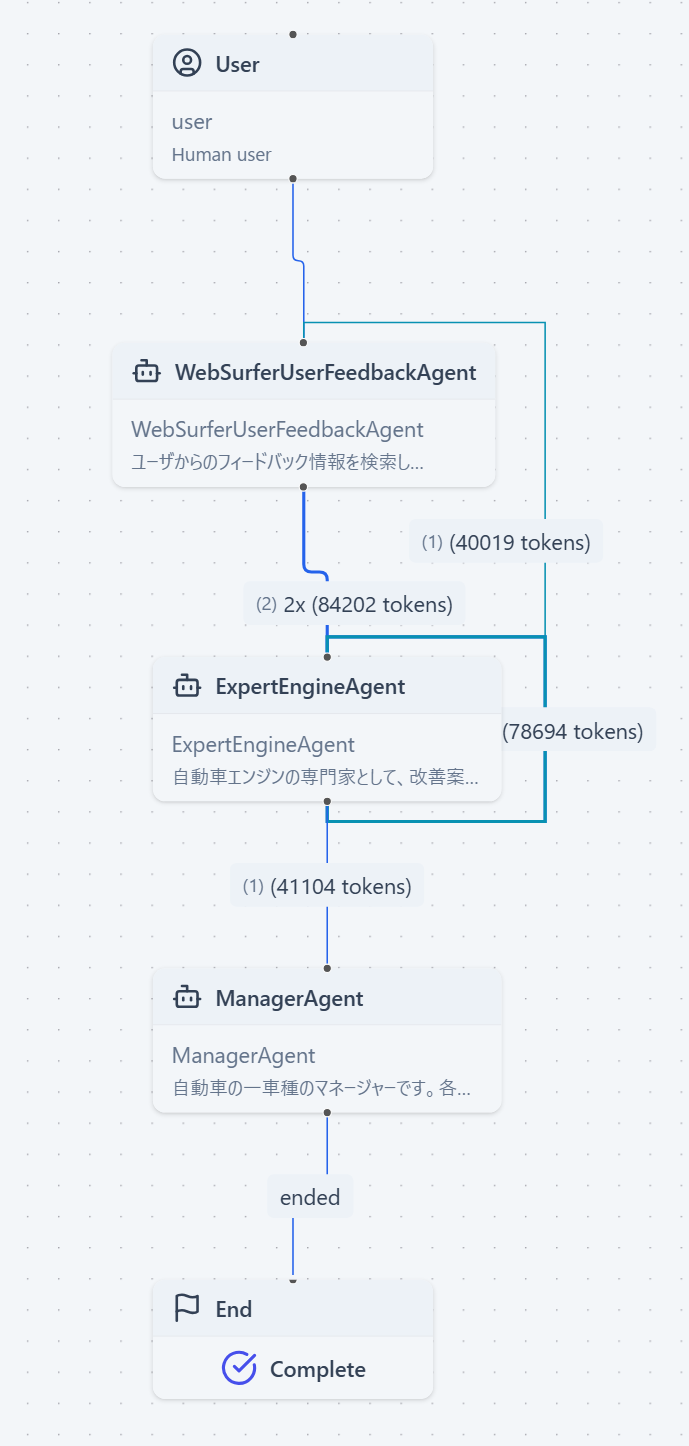 User
user
Human user
WebSurferUserFeedbackAgent
WebSurferUserFeedbackAgent
ユーザからのフィードバック情報を検索し...
(1) (40019 tokens)
(2) 2x (84202 tokens)
ExpertEngineAgent
(78694 tokens)
ExpertEngineAgent
自動車エンジンの専門家として、改善案...
(1) (41104 tokens)
ManagerAgent
ManagerAgent
自動車の一車種のマネージャーです。各...
ended
End
Complete